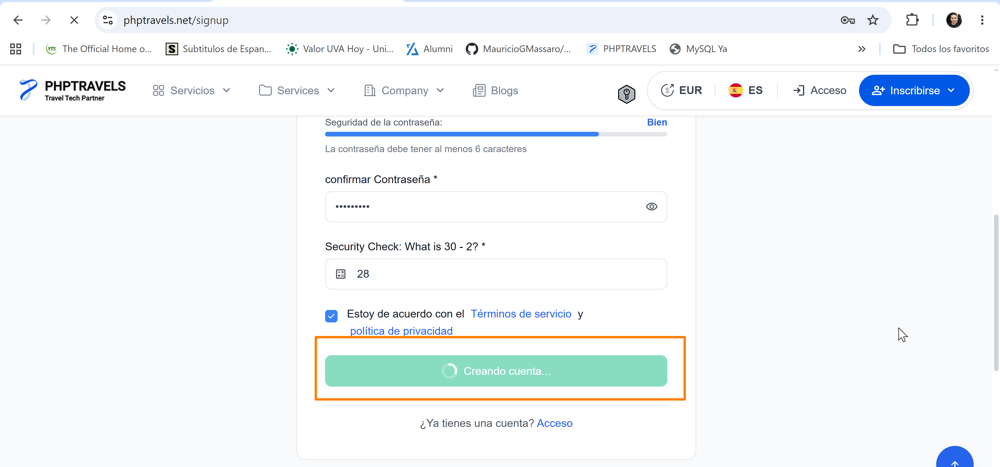 phptravels.net/signup
YTS The Official Home o... S Subtitulos de Espan... Valor UVA Hoy - Uni... Alumni MauricioGMassaro/... PHPTRAVELS MySQL Ya Todos los favoritos
PHPTRAVELS
Travel Tech Partner
Servicios Services Company Blogs EUR ES Acceso Inscribirse
Seguridad de la contraseña: Bien
La contraseña debe tener al menos 6 caracteres
confirmar Contraseña *
Security Check: What is 30 - 2? *
28
Estoy de acuerdo con el Términos de servicio y
política de privacidad
Creando cuenta...
¿Ya tienes una cuenta? Acceso